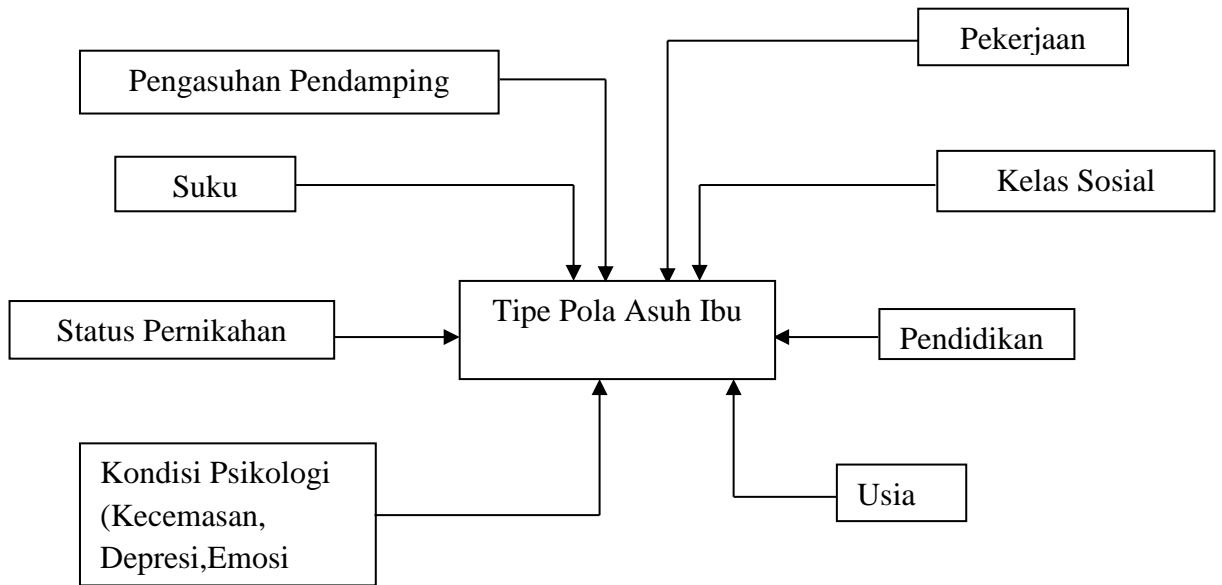 Pekerjaan
Pengasuhan Pendamping
Suku
Kelas Sosial
Tipe Pola Asuh Ibu
Status Pernikahan
Pendidikan
Kondisi Psikologi
(Kecemasan,
Depresi,Emosi
Usia